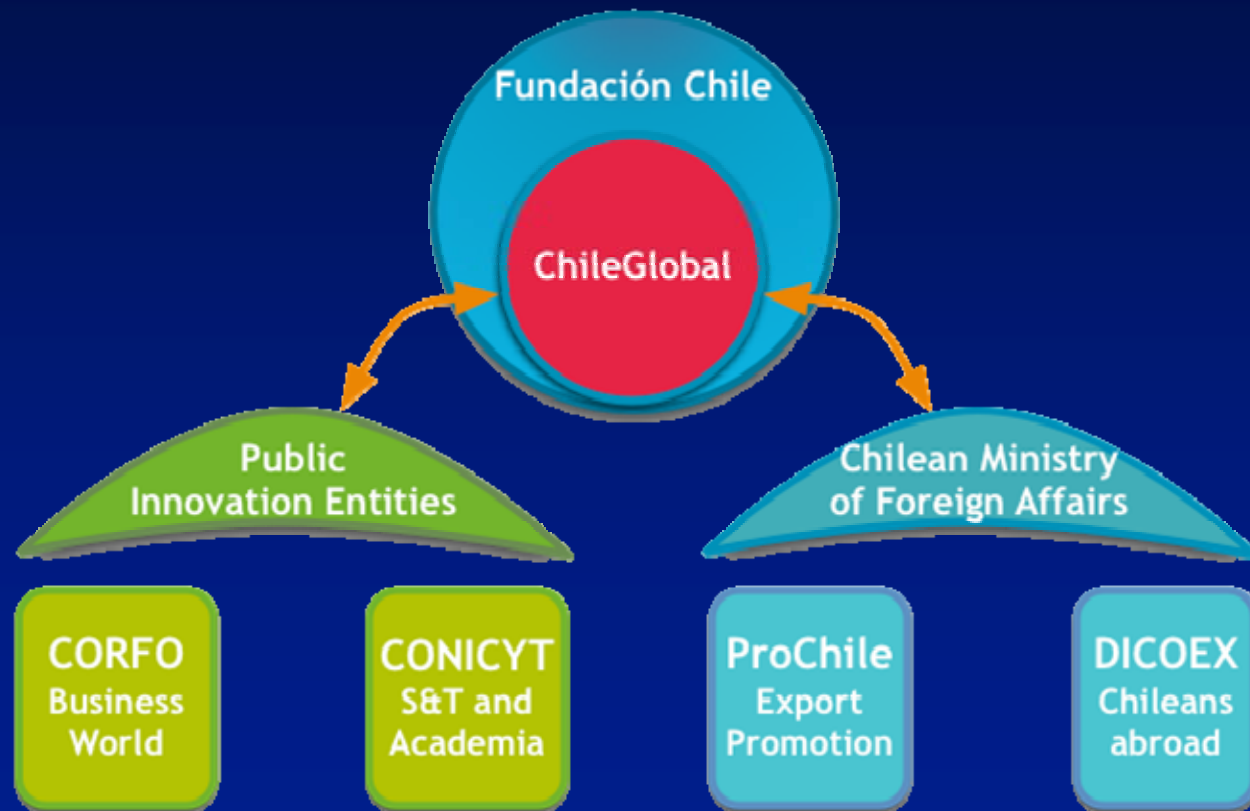 Fundación Chile
ChileGlobal
Public
Innovation Entities
Chilean Ministry
of Foreign Affairs
CORFO
Business
World
CONICYT
S&T and
Academia
ProChile
Export
Promotion
DICOEX
Chileans
abroad